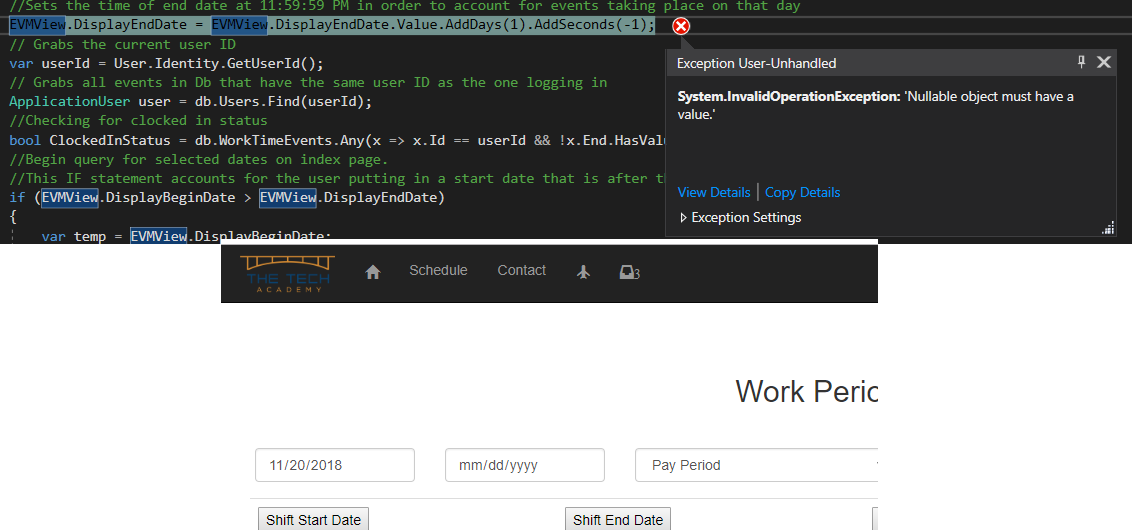 //Sets the time of end date at 11:59:59 PM in order to account for events taking place on that day
EVMView.DisplayEndDate = EVMView.DisplayEndDate.Value.AddDays(1).AddSeconds(-1);
// Grabs the current user ID
var userId = User.Identity.GetUserId();
// Grabs all events in Db that have the same user ID as the one logging in
ApplicationUser user = db.Users.Find(userId);
//Checking for clocked in status
bool ClockedInStatus = db.WorkTimeEvents.Any(x => x.Id == userId && !x.End.HasValu
//Begin query for selected dates on index page.
//This IF statement accounts for the user putting in a start date that is after th
if (EVMView.DisplayBeginDate > EVMView.DisplayEndDate)
{
var temp = EVMView.DisplayBeginDate;
Exception User-Unhandled
System.InvalidOperationException: 'Nullable object must have a
value.'
View Details | Copy Details
Exception Settings
THE TECH
ACADEMY
Schedule Contact 3
Work Peric
11/20/2018 mm/dd/yyyy Pay Period
Shift Start Date Shift End Date